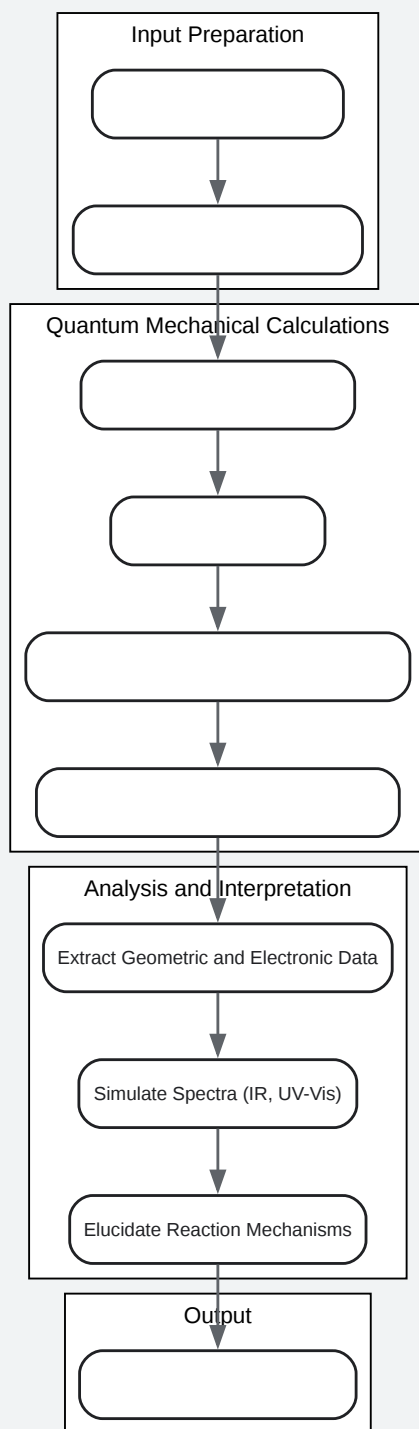 Input Preparation
Quantum Mechanical Calculations
Analysis and Interpretation
Extract Geometric and Electronic Data
Simulate Spectra (IR, UV-Vis)
Elucidate Reaction Mechanisms
Output